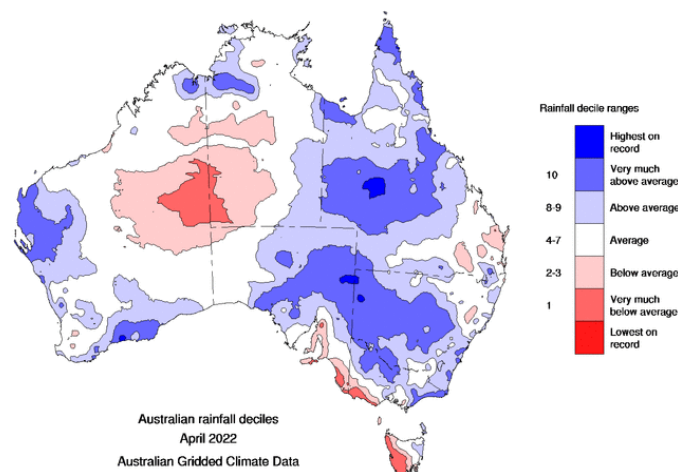 Rainfall decile ranges
Highest on
record
10
Very much
above average
8-9
Above average
4-7
Average
2-3
Below average
1
Very much
below average
Lowest on
record
Australian rainfall deciles
April 2022
Australian Gridded Climate Data